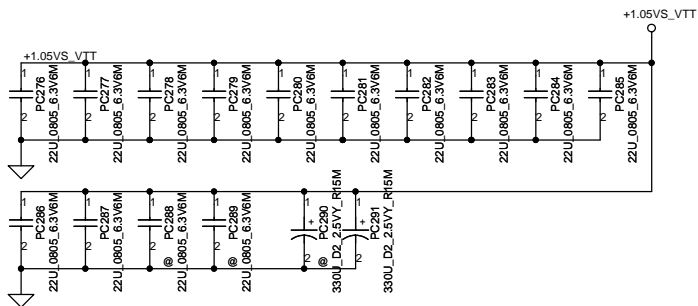 +1.05VS_VTT
+1.05VS_VTT
1
2
PC276
22U_0805_6.3V6M
1
2
PC277
22U_0805_6.3V6M
1
2
PC278
22U_0805_6.3V6M
1
2
PC279
22U_0805_6.3V6M
1
2
PC280
22U_0805_6.3V6M
1
2
PC281
22U_0805_6.3V6M
1
2
PC282
22U_0805_6.3V6M
1
2
PC283
22U_0805_6.3V6M
1
2
PC284
22U_0805_6.3V6M
1
2
PC285
22U_0805_6.3V6M
1
2
PC286
22U_0805_6.3V6M
1
2
PC287
22U_0805_6.3V6M
1
2
@
PC288
22U_0805_6.3V6M
1
2
@
PC289
22U_0805_6.3V6M
1
+
2
@
PC290
330U_D2_2.5VY_R15M
1
+
2
PC291
330U_D2_2.5VY_R15M